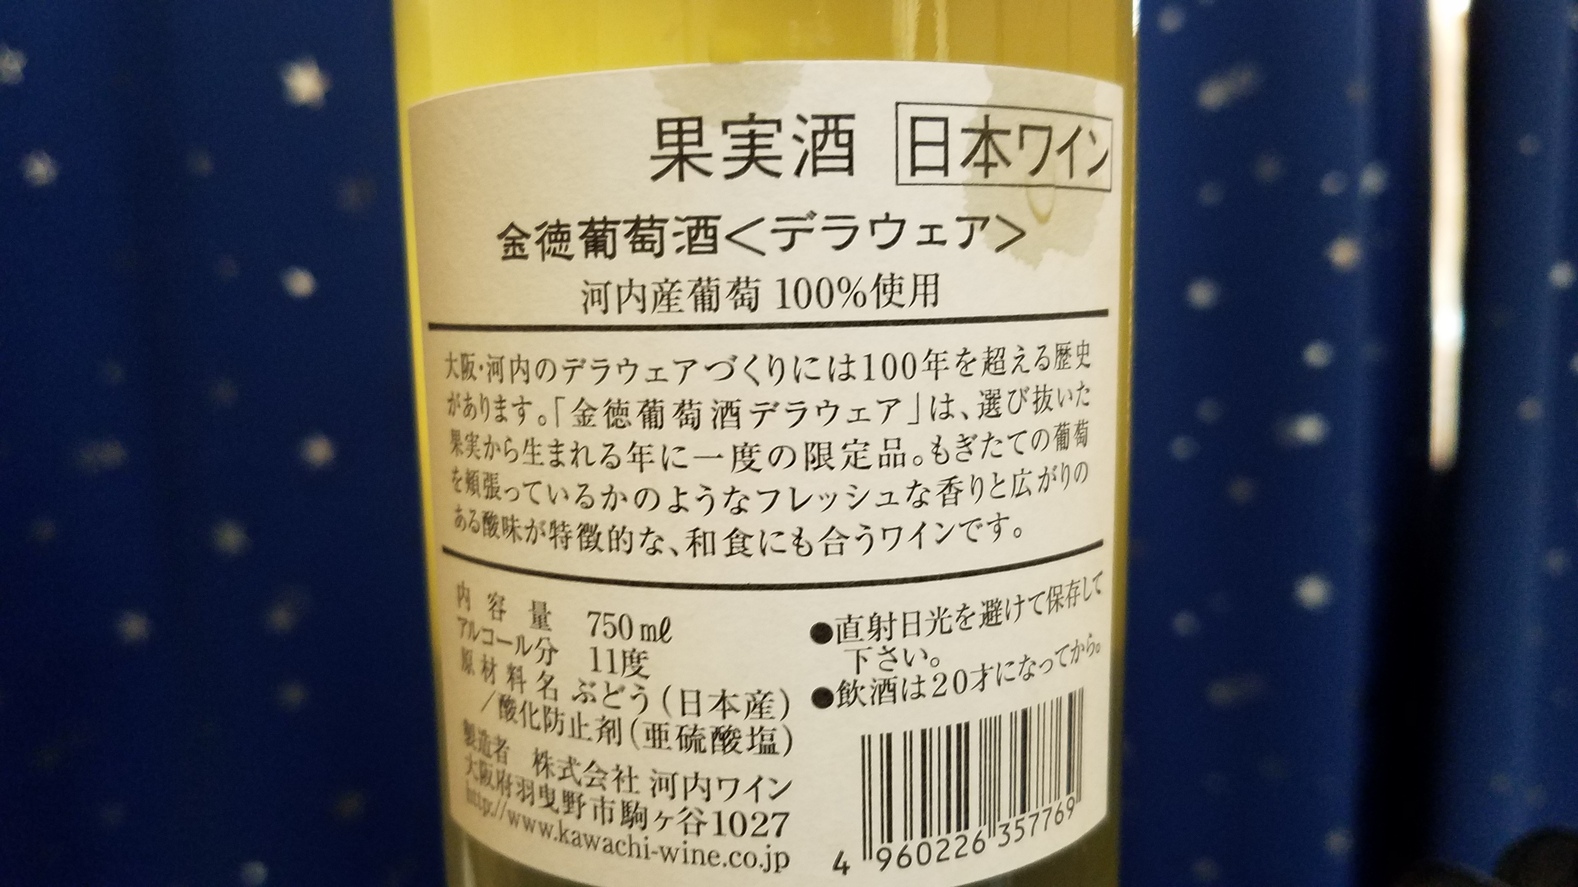 果実酒 日本ワイン
金徳葡萄酒＜デラウェア＞
河内産葡萄 100%使用
大阪・河内のデラウェアづくりには100年を超える歴史
があります。「金徳葡萄酒デラウェア」は、選び抜いた
果実から生まれる年に一度の限定品。もぎたての葡萄
を頬張っているかのようなフレッシュな香りと広がりの
ある酸味が特徴的な、和食にも合うワインです。
内容量 750㎖
アルコール分 11度
原材料名 ぶどう（日本産）
／酸化防止剤（亜硫酸塩）
製造者 株式会社 河内ワイン
大阪府羽曳野市駒ヶ谷1027
http://www.kawachi-wine.co.jp
●直射日光を避けて保存して
下さい。
●飲酒は20才になってから。
4 960226 357769